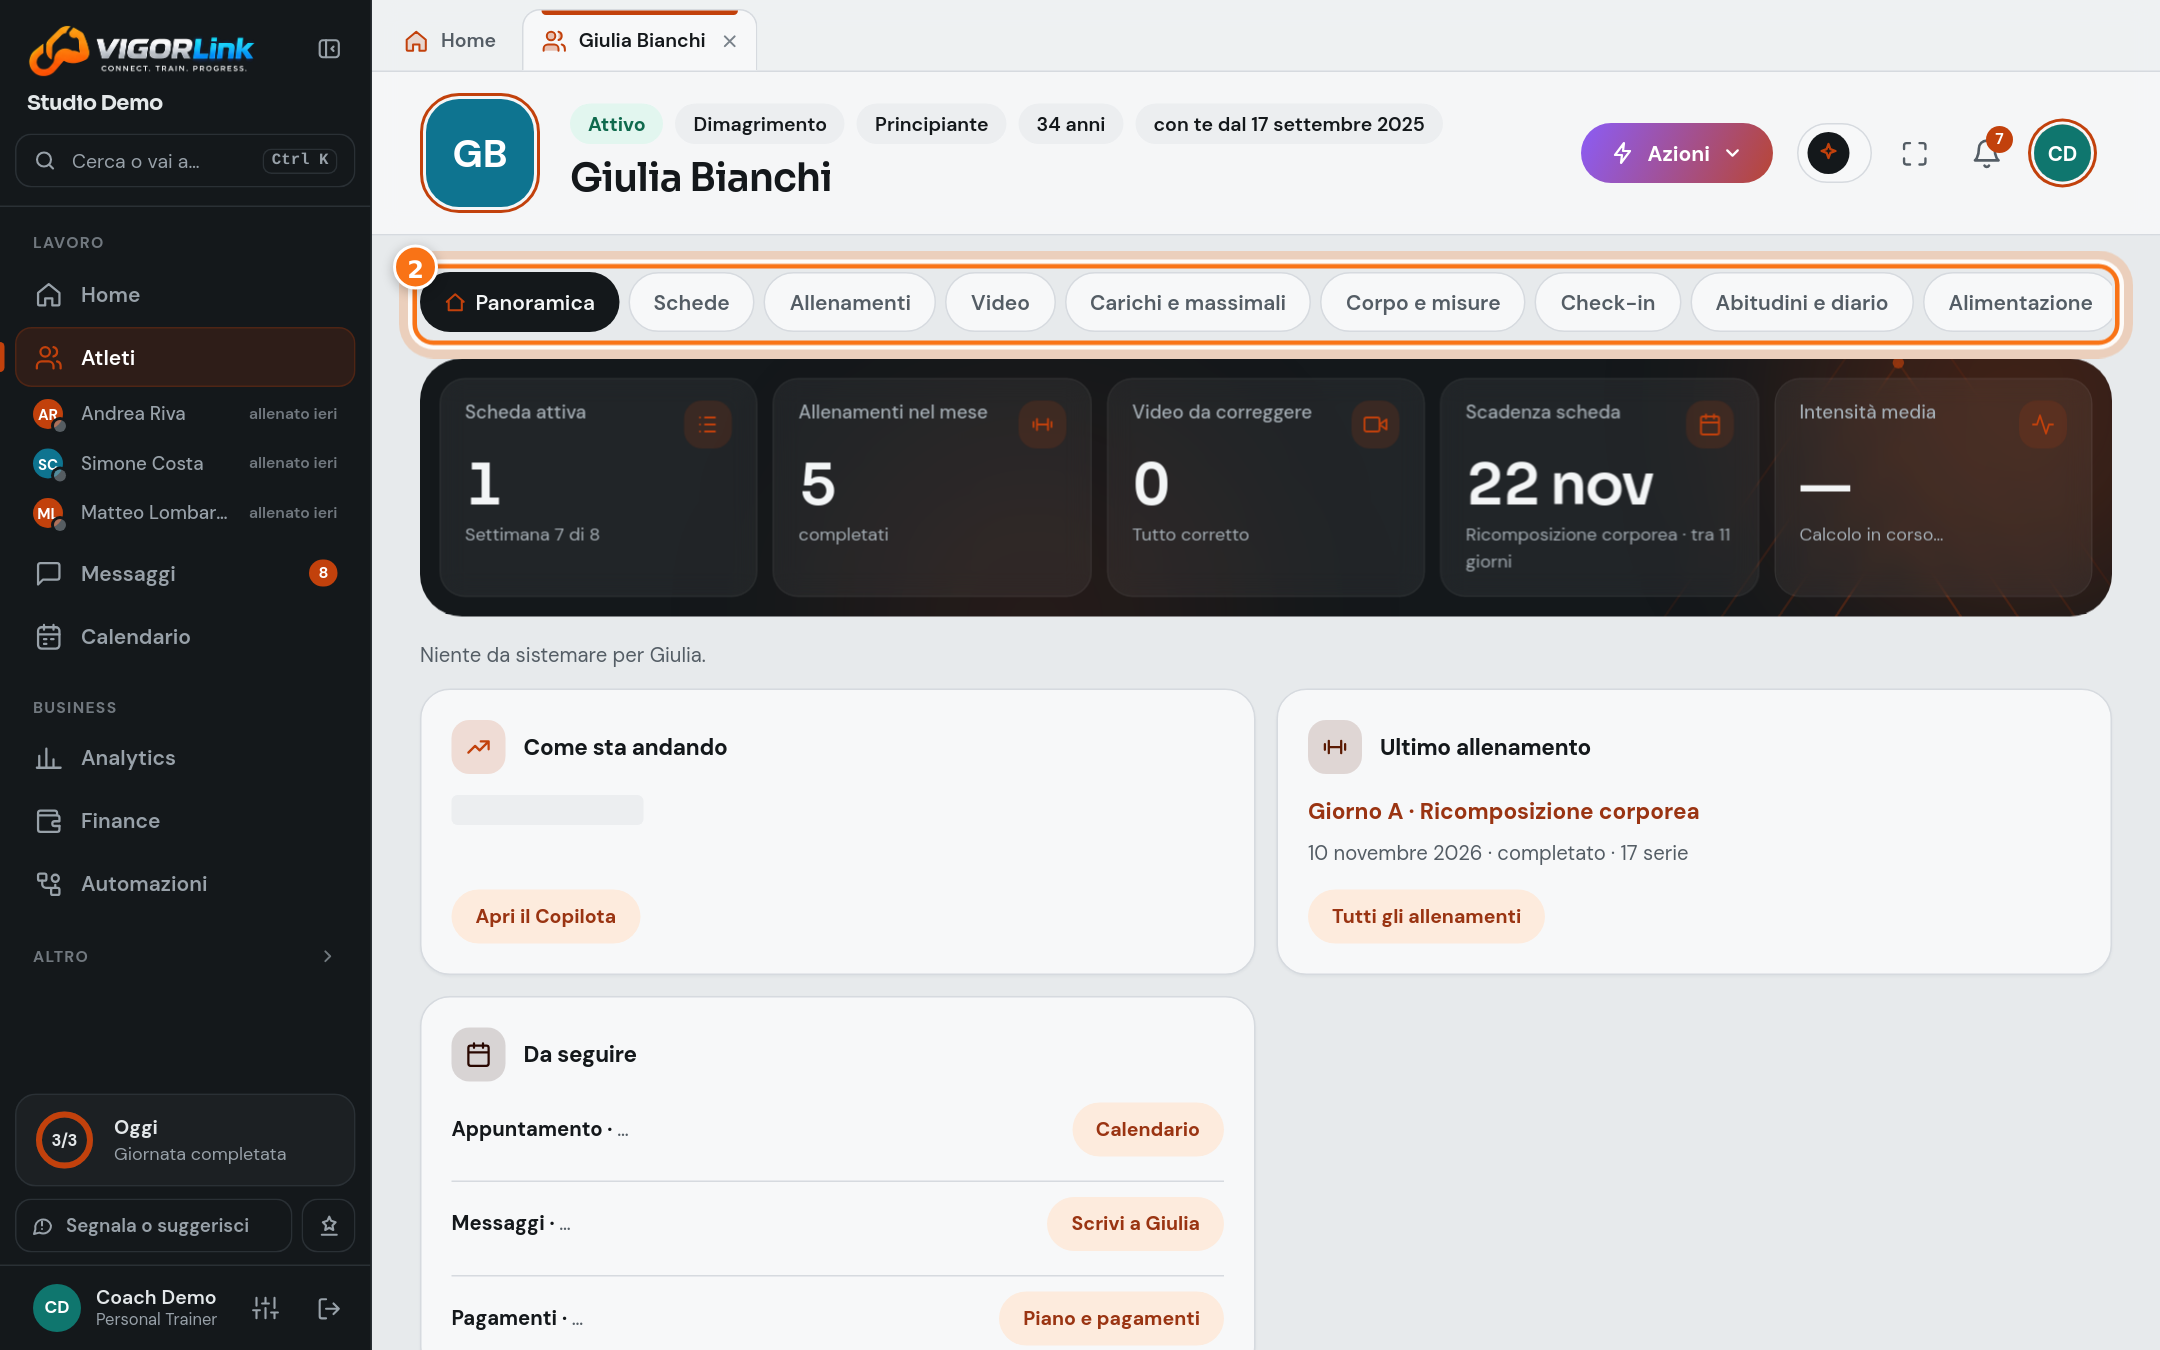 VIGORLink
CONNECT. TRAIN. PROGRESS.
Studio Demo
Cerca o vai a...
Ctrl K
LAVORO
Home
Atleti
AR Andrea Riva allenato ieri
SC Simone Costa allenato ieri
Matteo Lombar... allenato ieri
Messaggi 8
Calendario
BUSINESS
Analytics
Finance
Automazioni
ALTRO
3/3
Oggi
Giornata completata
Segnala o suggerisci
CD
Coach Demo
Personal Trainer
Home
Giulia Bianchi
GB
Attivo
Dimagrimento
Principiante
34 anni
con te dal 17 settembre 2025
Giulia Bianchi
Azioni
7
CD
2
Panoramica
Schede
Allenamenti
Video
Carichi e massimali
Corpo e misure
Check-in
Abitudini e diario
Alimentazione
Scheda attiva
1
Settimana 7 di 8
Allenamenti nel mese
5
completati
Video da correggere
0
Tutto corretto
Scadenza scheda
22 nov
Ricomposizione corporea · tra 11
giorni
Intensità media
—
Calcolo in corso...
Niente da sistemare per Giulia.
Come sta andando
Apri il Copilota
Ultimo allenamento
Giorno A · Ricomposizione corporea
10 novembre 2026 · completato · 17 serie
Tutti gli allenamenti
Da seguire
Appuntamento · ...
Calendario
Messaggi · ...
Scrivi a Giulia
Pagamenti · ...
Piano e pagamenti